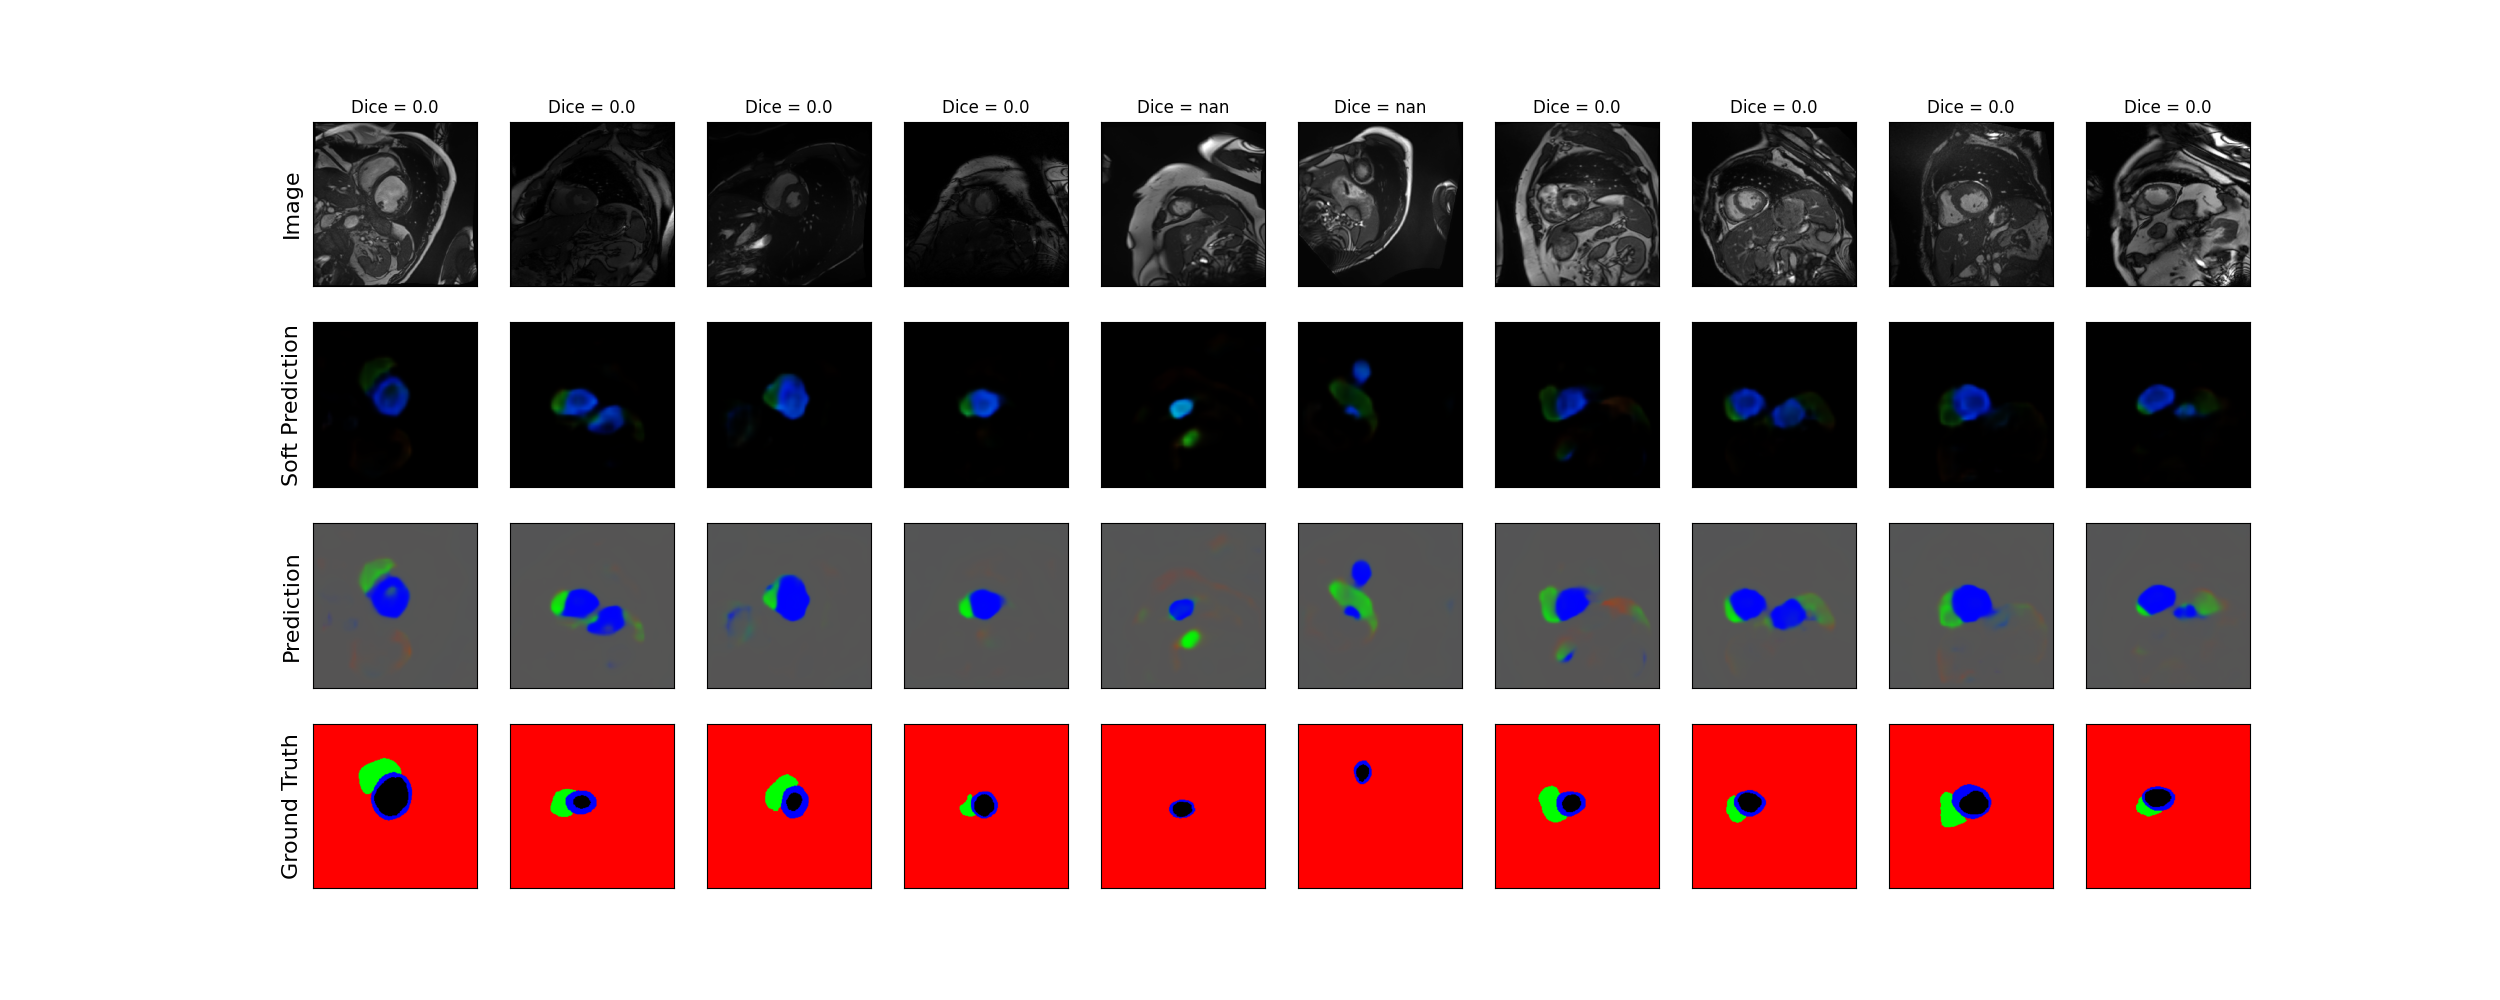 Dice = 0.0
Dice = 0.0
Dice = 0.0
Dice = 0.0
Dice = nan
Dice = nan
Dice = 0.0
Dice = 0.0
Dice = 0.0
Dice = 0.0
Image
Soft Prediction
Prediction
Ground Truth